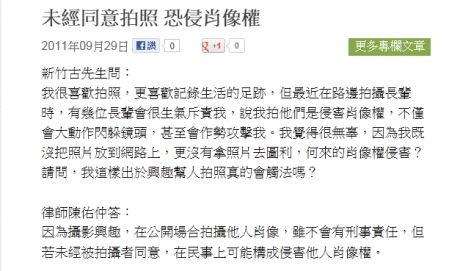 未經同意拍照 恐侵肖像權
2011年09月29日 讚 0 +1 0 更多專欄文章
新竹古先生問：
我很喜歡拍照，更喜歡記錄生活的足跡，但最近在路邊拍攝長輩
時，有幾位長輩會很生氣斥責我，說我拍他們是侵害肖像權，不僅
會大動作閃躲鏡頭，甚至會作勢攻擊我。我覺得很無辜，因為我既
沒把照片放到網路上，更沒有拿照片去圖利，何來的肖像權侵害？
請問，我這樣出於興趣幫人拍照真的會觸法嗎？
律師陳佑仲答：
因為攝影興趣，在公開場合拍攝他人肖像，雖不會有刑事責任，但
若未經被拍攝者同意，在民事上可能構成侵害他人肖像權。